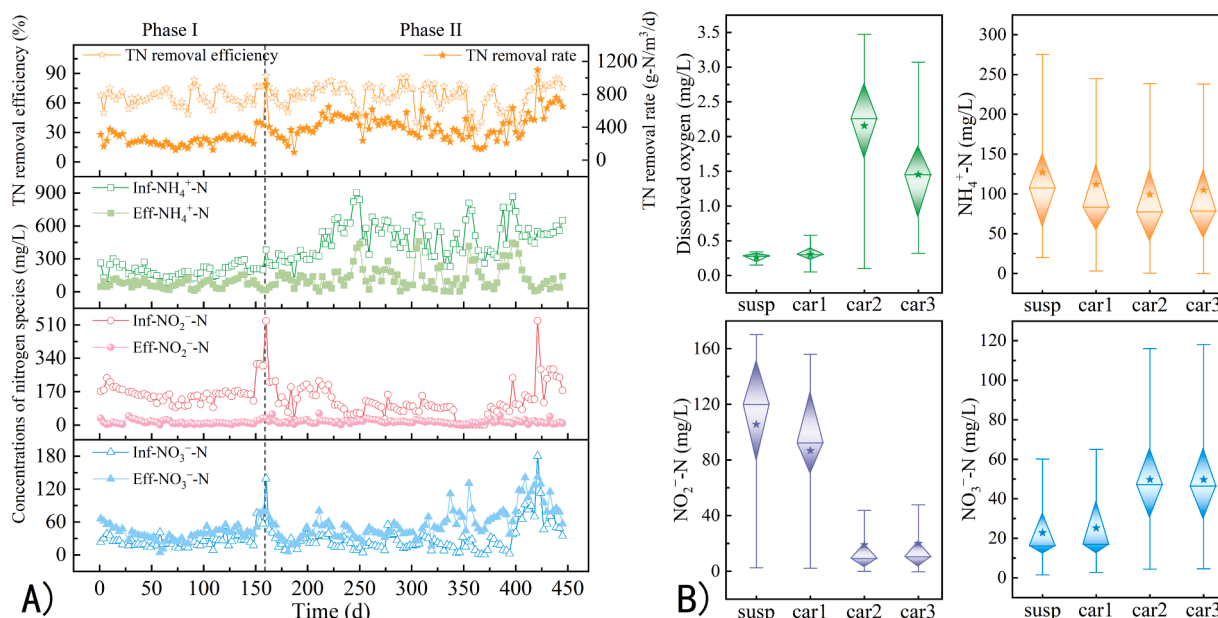 Phase I
Phase II
TN removal efficiency
TN removal rate
TN removal efficiency (%)
90
60
30
0
TN removal rate (g-N/m³/d)
1200
800
400
0
Inf-NH₄⁺-N
Eff-NH₄⁺-N
900
600
300
0
Concentrations of nitrogen species (mg/L)
Inf-NO₂⁻-N
Eff-NO₂⁻-N
510
340
170
0
Inf-NO₃⁻-N
Eff-NO₃⁻-N
180
120
60
0
0 50 100 150 200 250 300 350 400 450
Time (d)
A)
Dissolved oxygen (mg/L)
3.5
3.0
2.5
2.0
1.5
1.0
0.5
0.0
susp car1 car2 car3
NH₄⁺-N (mg/L)
300
250
200
150
100
50
0
susp car1 car2 car3
NO₂⁻-N (mg/L)
160
120
80
40
0
susp car1 car2 car3
NO₃⁻-N (mg/L)
120
100
80
60
40
20
0
susp car1 car2 car3
B)